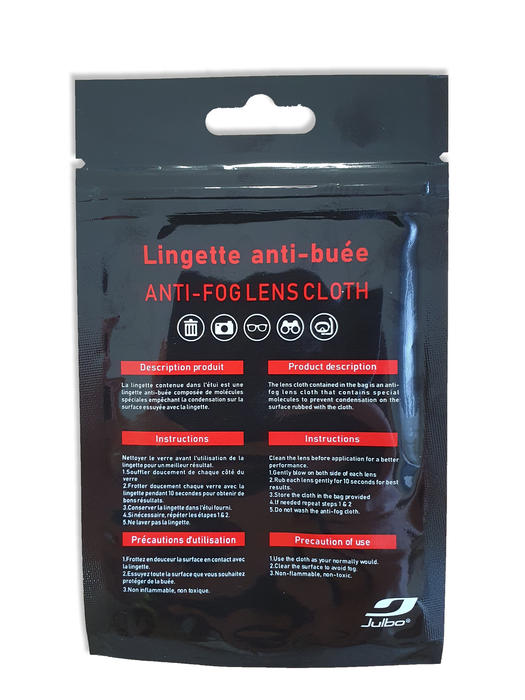 Lingette anti-buée
ANTI-FOG LENS CLOTH
Description produit
La lingette contenue dans l'étui est une
lingette anti-buée composée de molécules
spéciales empêchant la condensation sur la
surface essuyée avec la lingette.
Instructions
Nettoyer le verre avant l'utilisation de la
lingette pour un meilleur résultat.
1.Souffler doucement de chaque côté du
verre
2.Frotter doucement chaque verre avec la
lingette pendant 10 secondes pour obtenir de
bons résultats.
3.Conserver la lingette dans l'étui fourni.
4.Si nécessaire, répéter les étapes 1 & 2.
5.Ne laver pas la lingette.
Précautions d'utilisation
1.Frottez en douceur la surface en contact avec
la lingette.
2.Essuyez toute la surface que vous souhaitez
protéger de la buée.
3.Non inflammable, non toxique.
Product description
The lens cloth contained in the bag is an anti-
fog lens cloth that contains special
molecules to prevent condensation on the
surface rubbed with the cloth.
Instructions
Clean the lens before application for a better
performance.
1.Gently blow on both side of each lens
2.Rub each lens gently for 10 seconds for best
results.
3.Store the cloth in the bag provided
4.If needed repeat steps 1 & 2
5.Do not wash the anti-fog cloth.
Precaution of use
1.Use the cloth as your normally would.
2.Clear the surface to avoid fog.
3.Non-flammable, non-toxic.
Julbo®